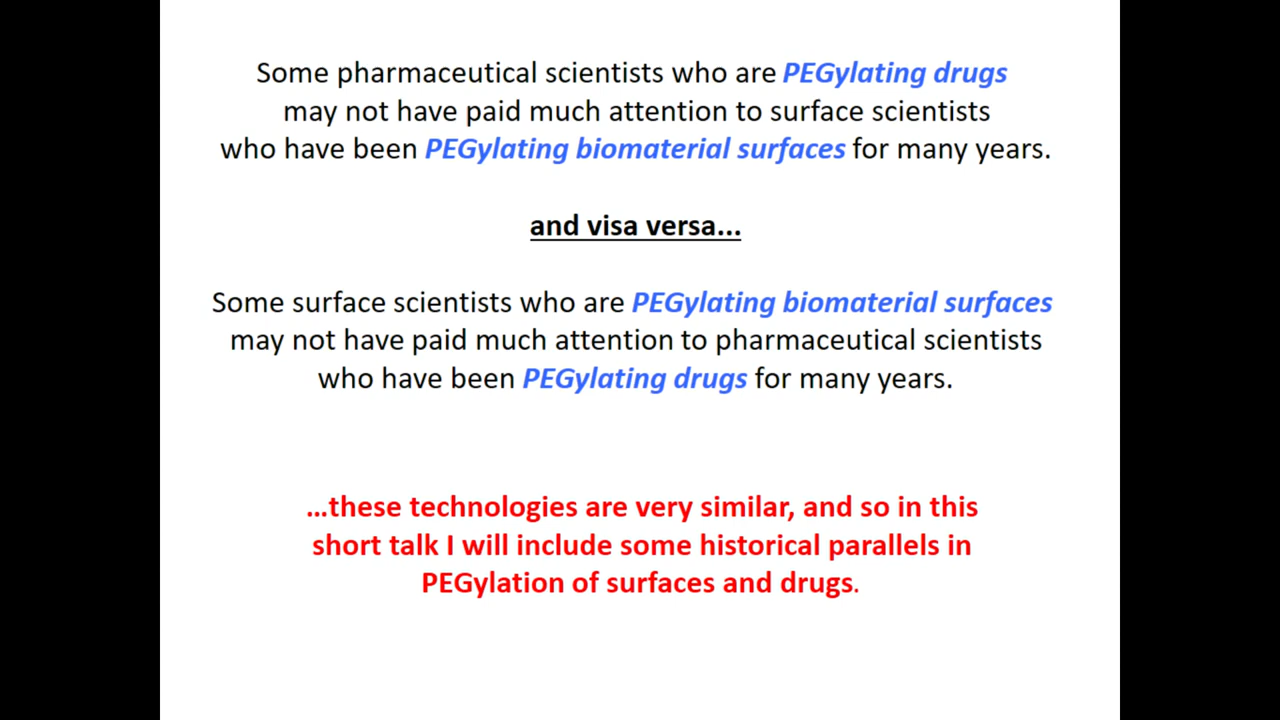 Some pharmaceutical scientists who are PEGylating drugs
may not have paid much attention to surface scientists
who have been PEGylating biomaterial surfaces for many years.
and visa versa...
Some surface scientists who are PEGylating biomaterial surfaces
may not have paid much attention to pharmaceutical scientists
who have been PEGylating drugs for many years.
...these technologies are very similar, and so in this
short talk I will include some historical parallels in
PEGylation of surfaces and drugs.